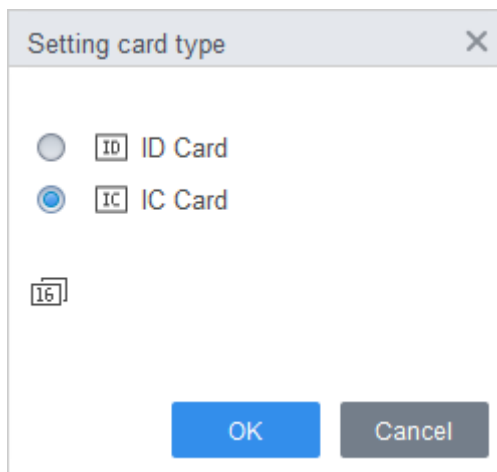 Setting card type
ID ID Card
IC IC Card
16
OK Cancel